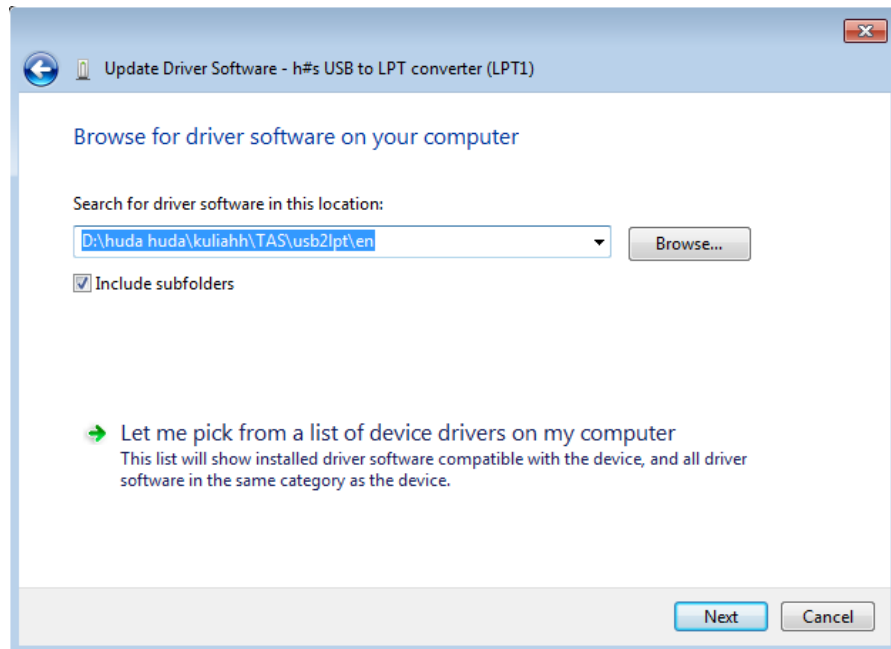 Update Driver Software - h#s USB to LPT converter (LPT1)
Browse for driver software on your computer
Search for driver software in this location:
D:\huda huda\kuliahh\TAS\usb2lpt\en
Browse...
Include subfolders
Let me pick from a list of device drivers on my computer
This list will show installed driver software compatible with the device, and all driver
software in the same category as the device.
Next
Cancel